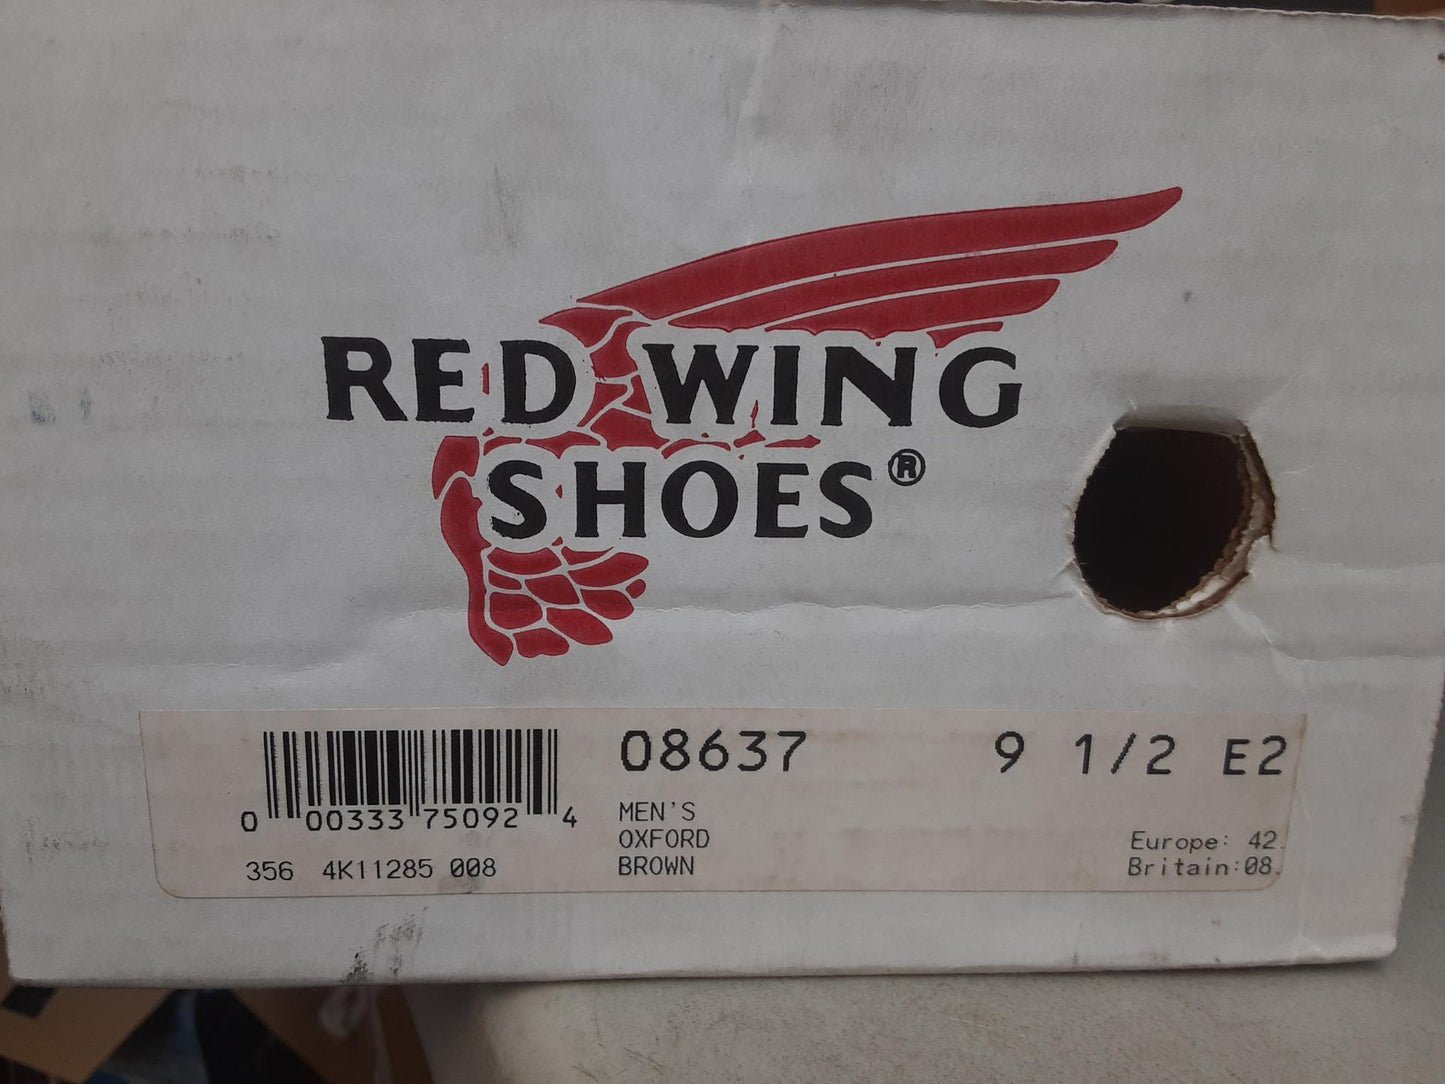 RED WING
SHOES®
08637 9 1/2 E2
0 00333 75092 4
MEN'S
OXFORD
BROWN
356 4K11285 008
Europe: 42.
Britain:08.